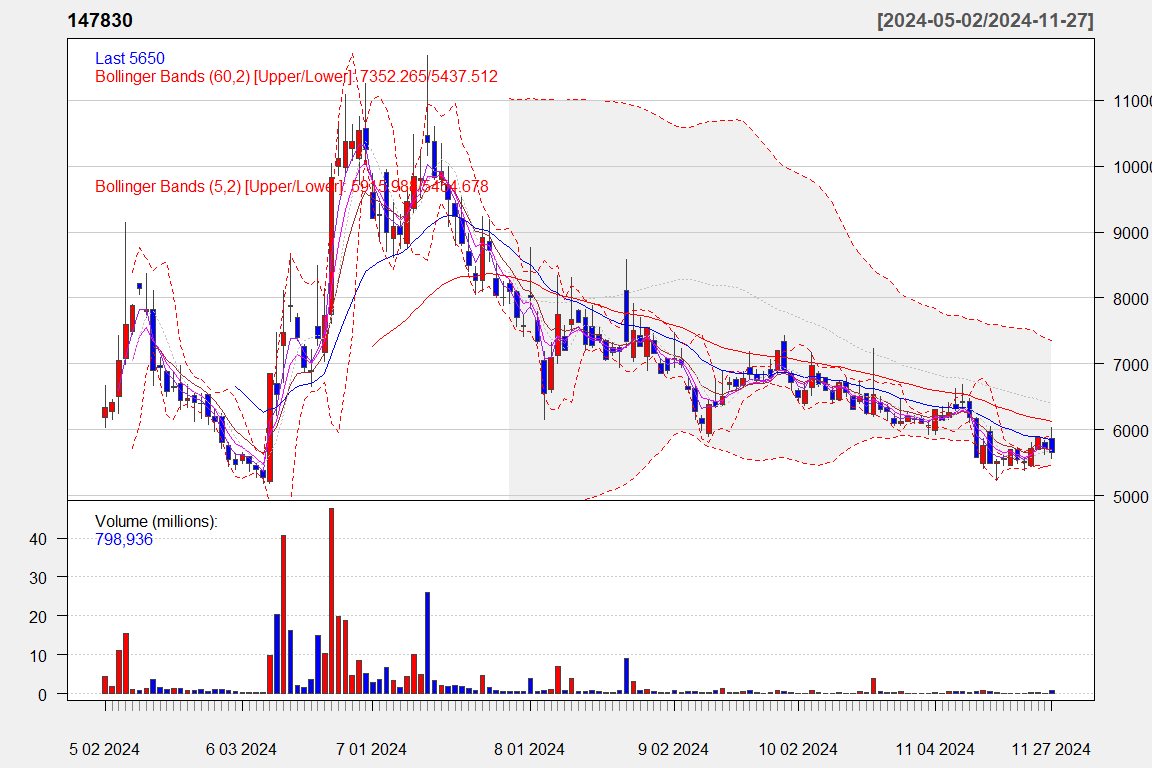 147830 [2024-05-02/2024-11-27]
Last 5650
Bollinger Bands (60,2) [Upper/Lower]: 7352.265/5437.512
11000
10000
Bollinger Bands (5,2) [Upper/Lower]: 5915.988/5464.678
9000
8000
7000
6000
5000
Volume (millions):
798,936
40
30
20
10
0
5 02 2024 6 03 2024 7 01 2024 8 01 2024 9 02 2024 10 02 2024 11 04 2024 11 27 2024